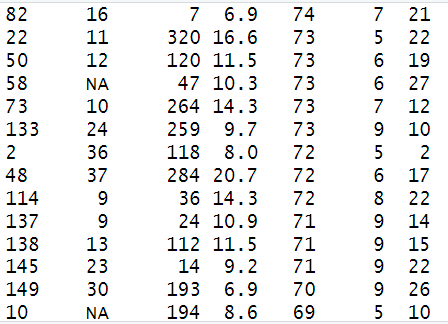 82 16 7 6.9 74 7 21
22 11 320 16.6 73 5 22
50 12 120 11.5 73 6 19
58 NA 47 10.3 73 6 27
73 10 264 14.3 73 7 12
133 24 259 9.7 73 9 10
2 36 118 8.0 72 5 2
48 37 284 20.7 72 6 17
114 9 36 14.3 72 8 22
137 9 24 10.9 71 9 14
138 13 112 11.5 71 9 15
145 23 14 9.2 71 9 22
149 30 193 6.9 70 9 26
10 NA 194 8.6 69 5 10